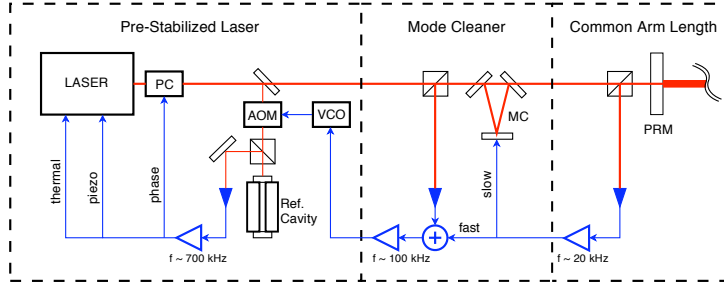 Pre-Stabilized Laser
Mode Cleaner
Common Arm Length
LASER
PC
AOM
VCO
MC
PRM
thermal
piezo
phase
Ref.
Cavity
slow
fast
f ~ 700 kHz
f ~ 100 kHz
f ~ 20 kHz